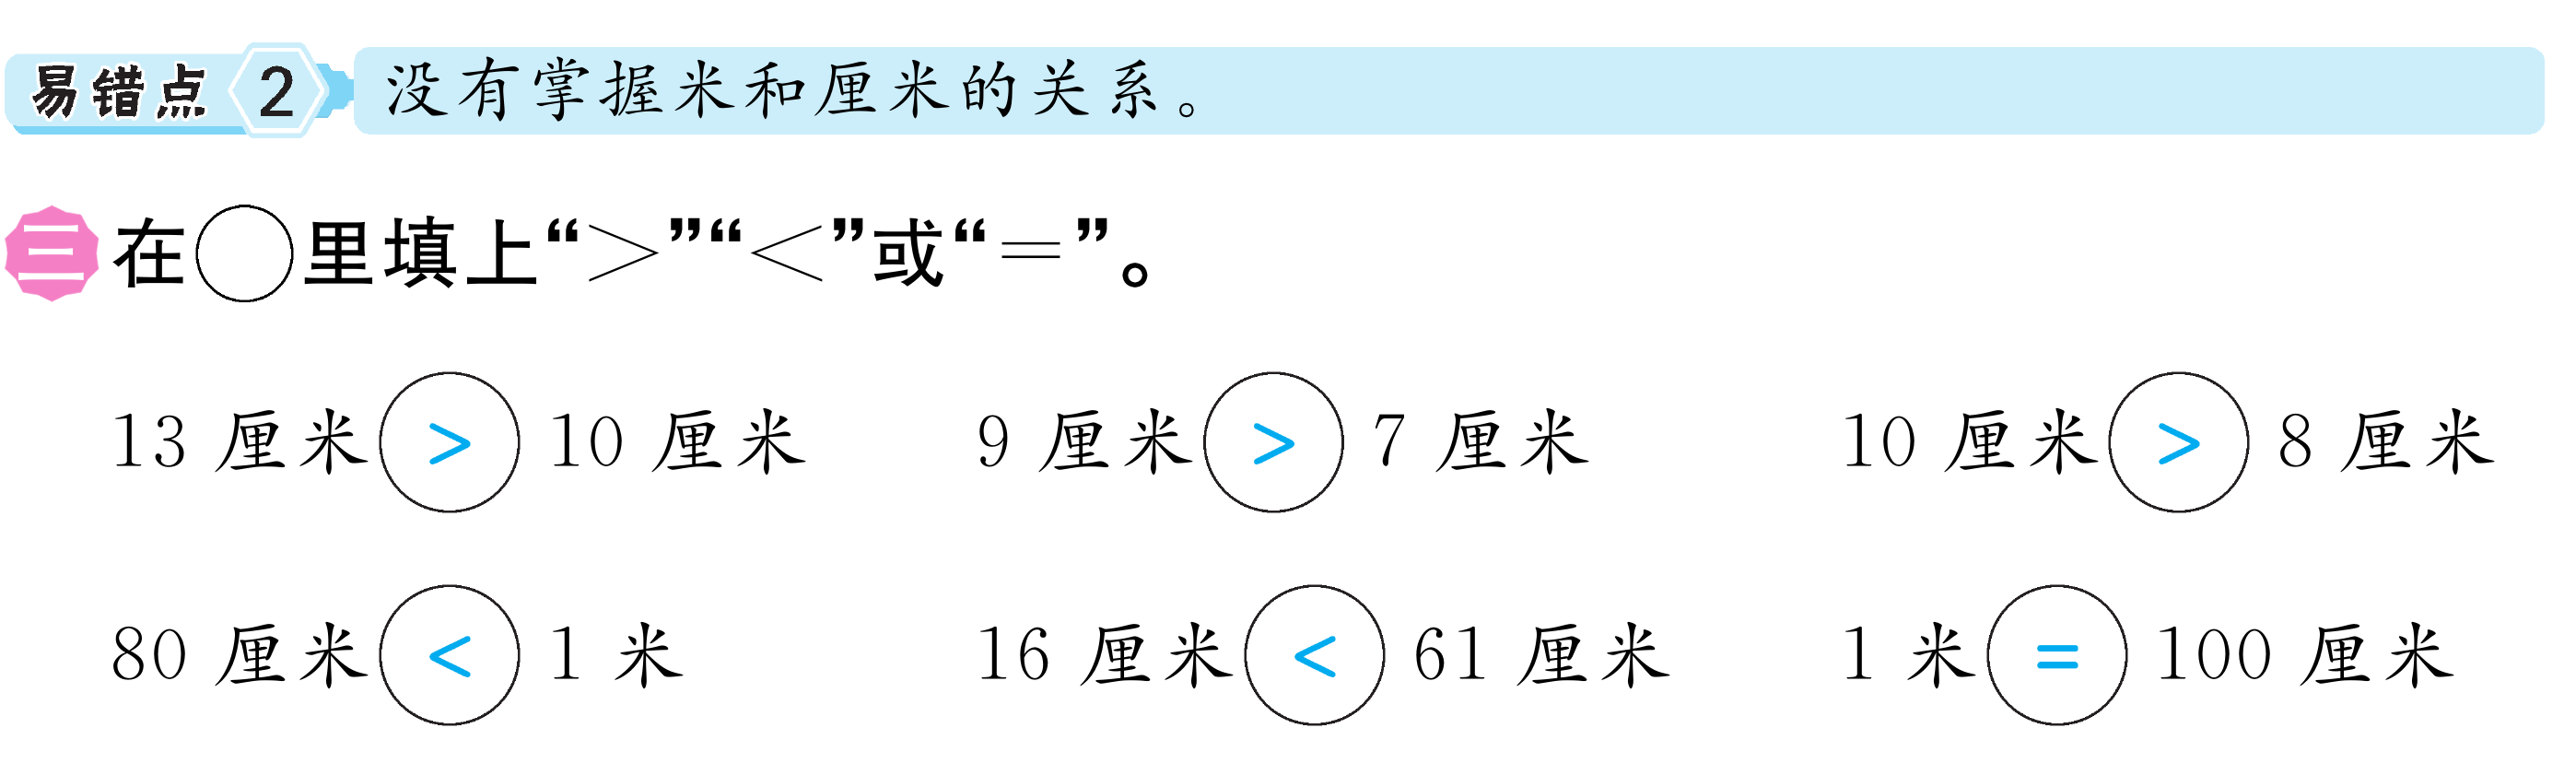 易错点 2 没有掌握米和厘米的关系。
三 在○里填上“>”“<”或“=”。
13 厘米 > 10 厘米 9 厘米 > 7 厘米 10 厘米 > 8 厘米
80 厘米 < 1 米 16 厘米 < 61 厘米 1 米 = 100 厘米